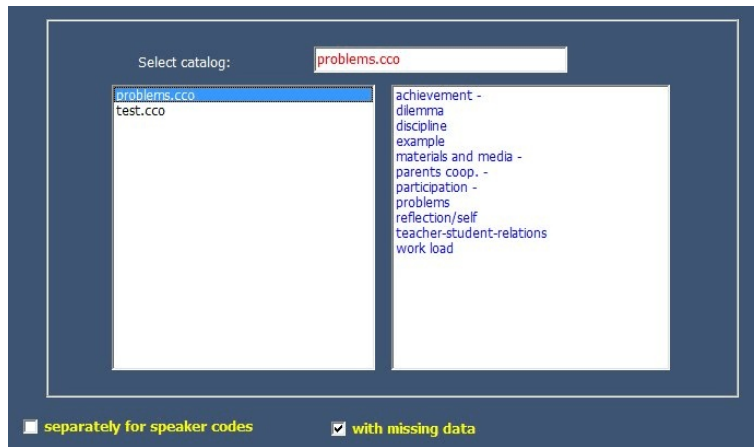 Select catalog:
problems.cco
problems.cco
test.cco
achievement -
dilemma
discipline
example
materials and media -
parents coop. -
participation -
problems
reflection/self
teacher-student-relations
work load
separately for speaker codes
with missing data